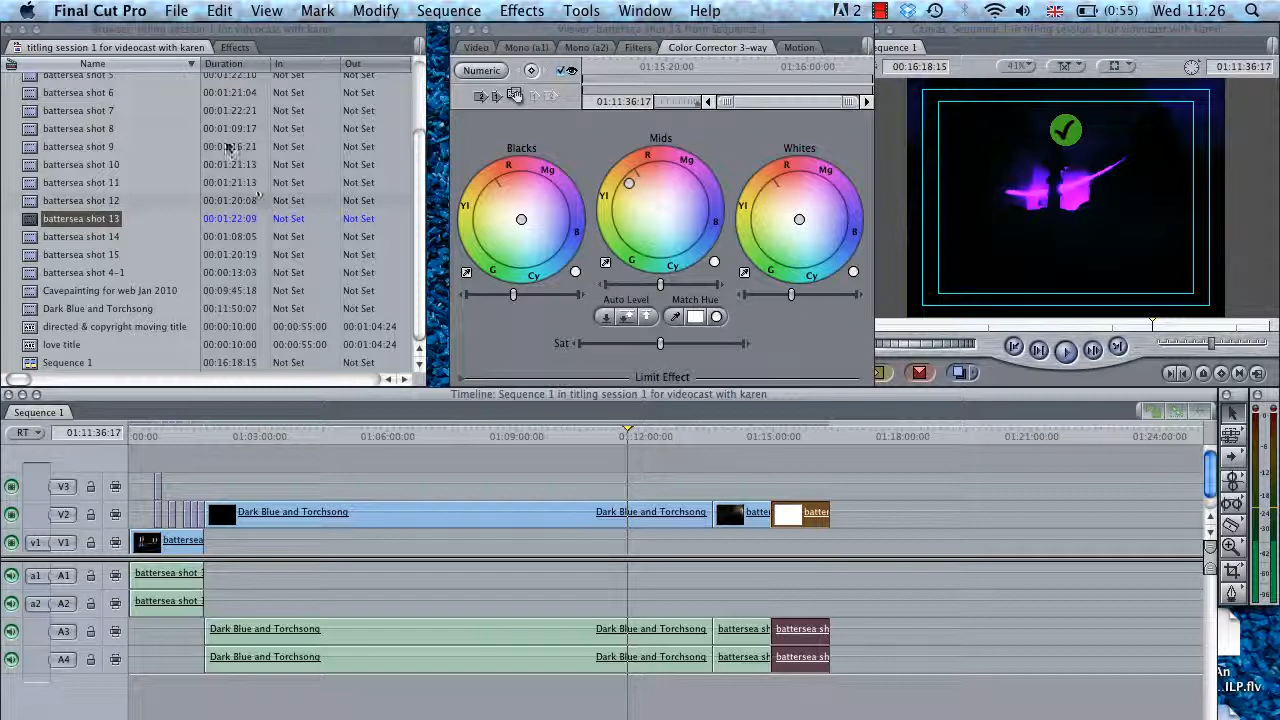 Final Cut Pro File Edit View Mark Modify Sequence Effects Tools Window Help 2 (0:55) Wed 11:26
titling session 1 for videocast with karen Effects
Name Duration In Out
battersea shot 5 00:01:22:10 Not Set Not Set
battersea shot 6 00:01:21:04 Not Set Not Set
battersea shot 7 00:01:22:21 Not Set Not Set
battersea shot 8 00:01:09:17 Not Set Not Set
battersea shot 9 Not Set Not Set
battersea shot 10 00:01:21:13 Not Set Not Set
battersea shot 11 00:01:21:13 Not Set Not Set
battersea shot 12 00:01:20:08 Not Set Not Set
battersea shot 13 00:01:22:09 Not Set Not Set
battersea shot 14 00:01:08:05 Not Set Not Set
battersea shot 15 00:01:20:19 Not Set Not Set
battersea shot 4-1 00:00:13:03 Not Set Not Set
Cavepainting for web Jan 2010 00:09:45:18 Not Set Not Set
Dark Blue and Torchsong 00:11:50:07 Not Set Not Set
directed & copyright moving title 00:00:10:00 00:00:55:00 00:01:04:24
love title 00:00:10:00 00:00:55:00 00:01:04:24
Sequence 1 00:16:18:15 Not Set Not Set
Video Mono (a1) Mono (a2) Filters Color Corrector 3-way Motion
Numeric 01:15:20:00 01:16:00:00
01:11:36:17
Blacks Mids Whites
R Mg B Cy G Yl
R Mg B Cy G Yl
R Mg B Cy G Yl
Auto Level Match Hue
Sat
Limit Effect
equence 1
00:16:18:15 41% 01:11:36:17
Timeline: Sequence 1 in titling session 1 for videocast with karen
Sequence 1
RT 01:11:36:17 00:00 01:03:00:00 01:06:00:00 01:09:00:00 01:12:00:00 01:15:00:00 01:18:00:00 01:21:00:00 01:24:00:00
V3
V2 Dark Blue and Torchsong Dark Blue and Torchsong batte batter
v1 V1 battersea
a1 A1 battersea shot
a2 A2 battersea shot
A3 Dark Blue and Torchsong Dark Blue and Torchsong battersea sh battersea sh
A4 Dark Blue and Torchsong Dark Blue and Torchsong battersea sh battersea sh
An
...ILP.flv